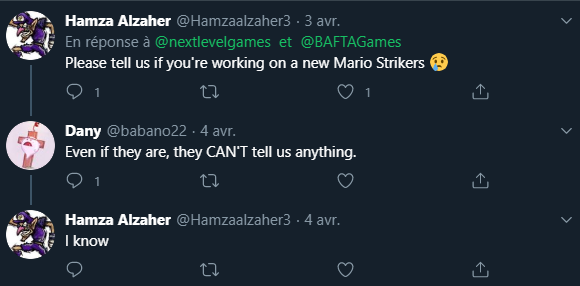 Hamza Alzaher @Hamzaalzaher3 · 3 avr.
En réponse à @nextlevelgames et @BAFTAGames
Please tell us if you're working on a new Mario Strikers 😢
1 1
Dany @babano22 · 4 avr.
Even if they are, they CAN'T tell us anything.
1
Hamza Alzaher @Hamzaalzaher3 · 4 avr.
I know